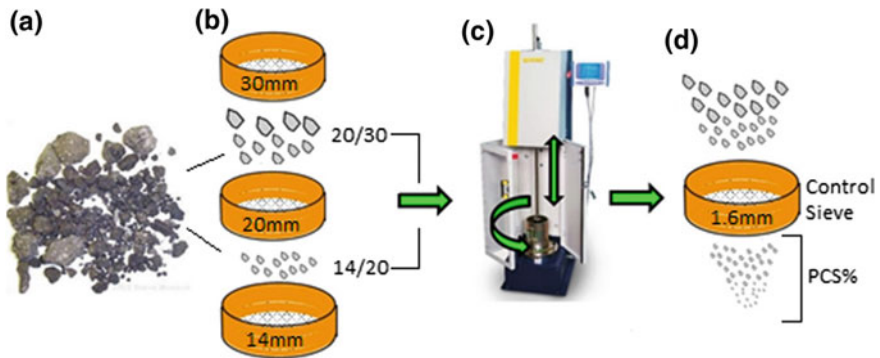 (a)
(b)
30mm
20/30
20mm
14/20
14mm
(c)
(d)
1.6mm
Control
Sieve
PCS%